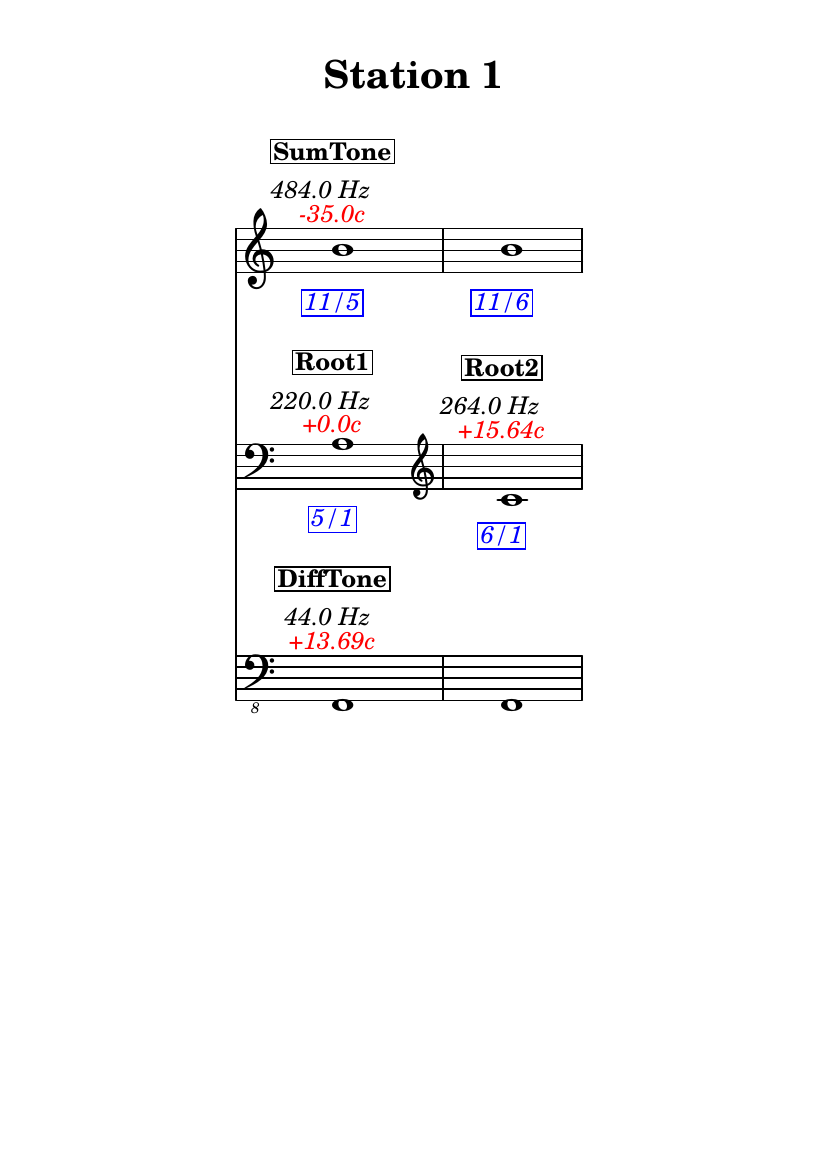 Station 1
SumTone
484.0 Hz
-35.0c
11/5
11/6
Root1
Root2
220.0 Hz
264.0 Hz
+0.0c
+15.64c
5/1
6/1
DiffTone
44.0 Hz
+13.69c
8